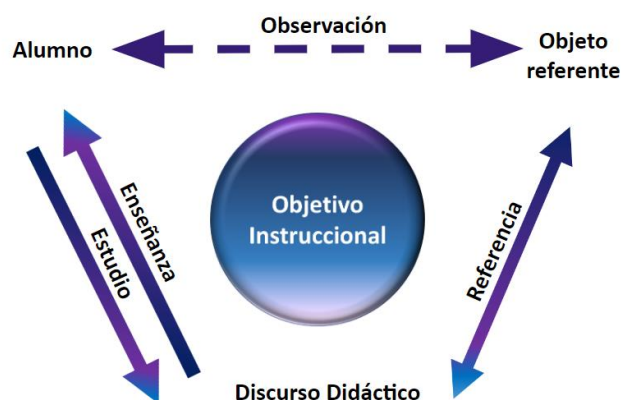 Observación
Alumno
Objeto
referente
Objetivo
Instruccional
Enseñanza
Estudio
Referencia
Discurso Didáctico